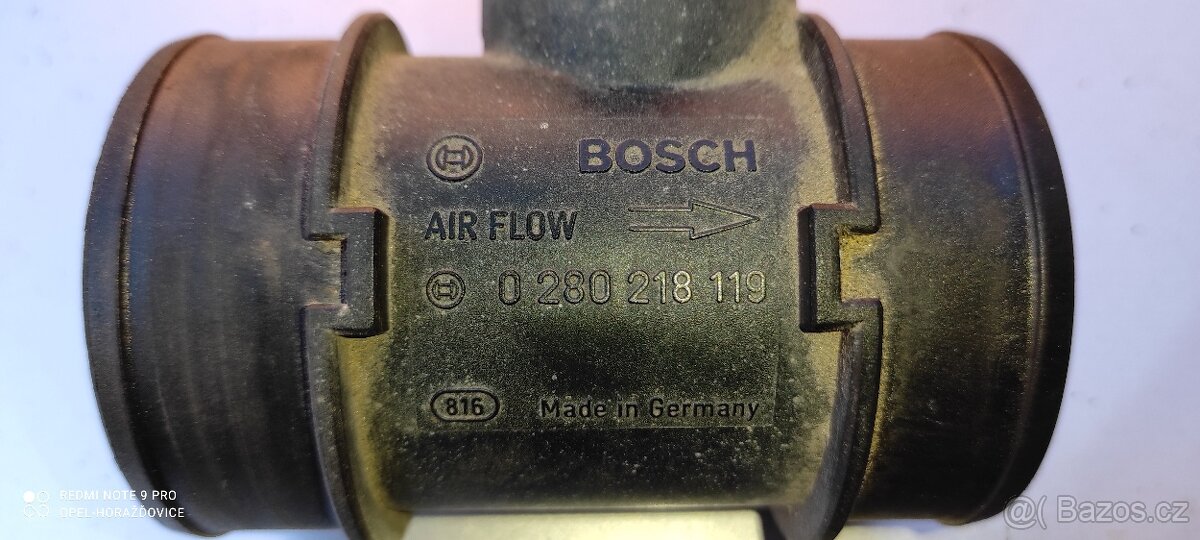 BOSCH
AIR FLOW
0 280 218 119
816 Made in Germany
REDMI NOTE 9 PRO
OPEL-HORAŽĎOVICE
@( Bazos.cz